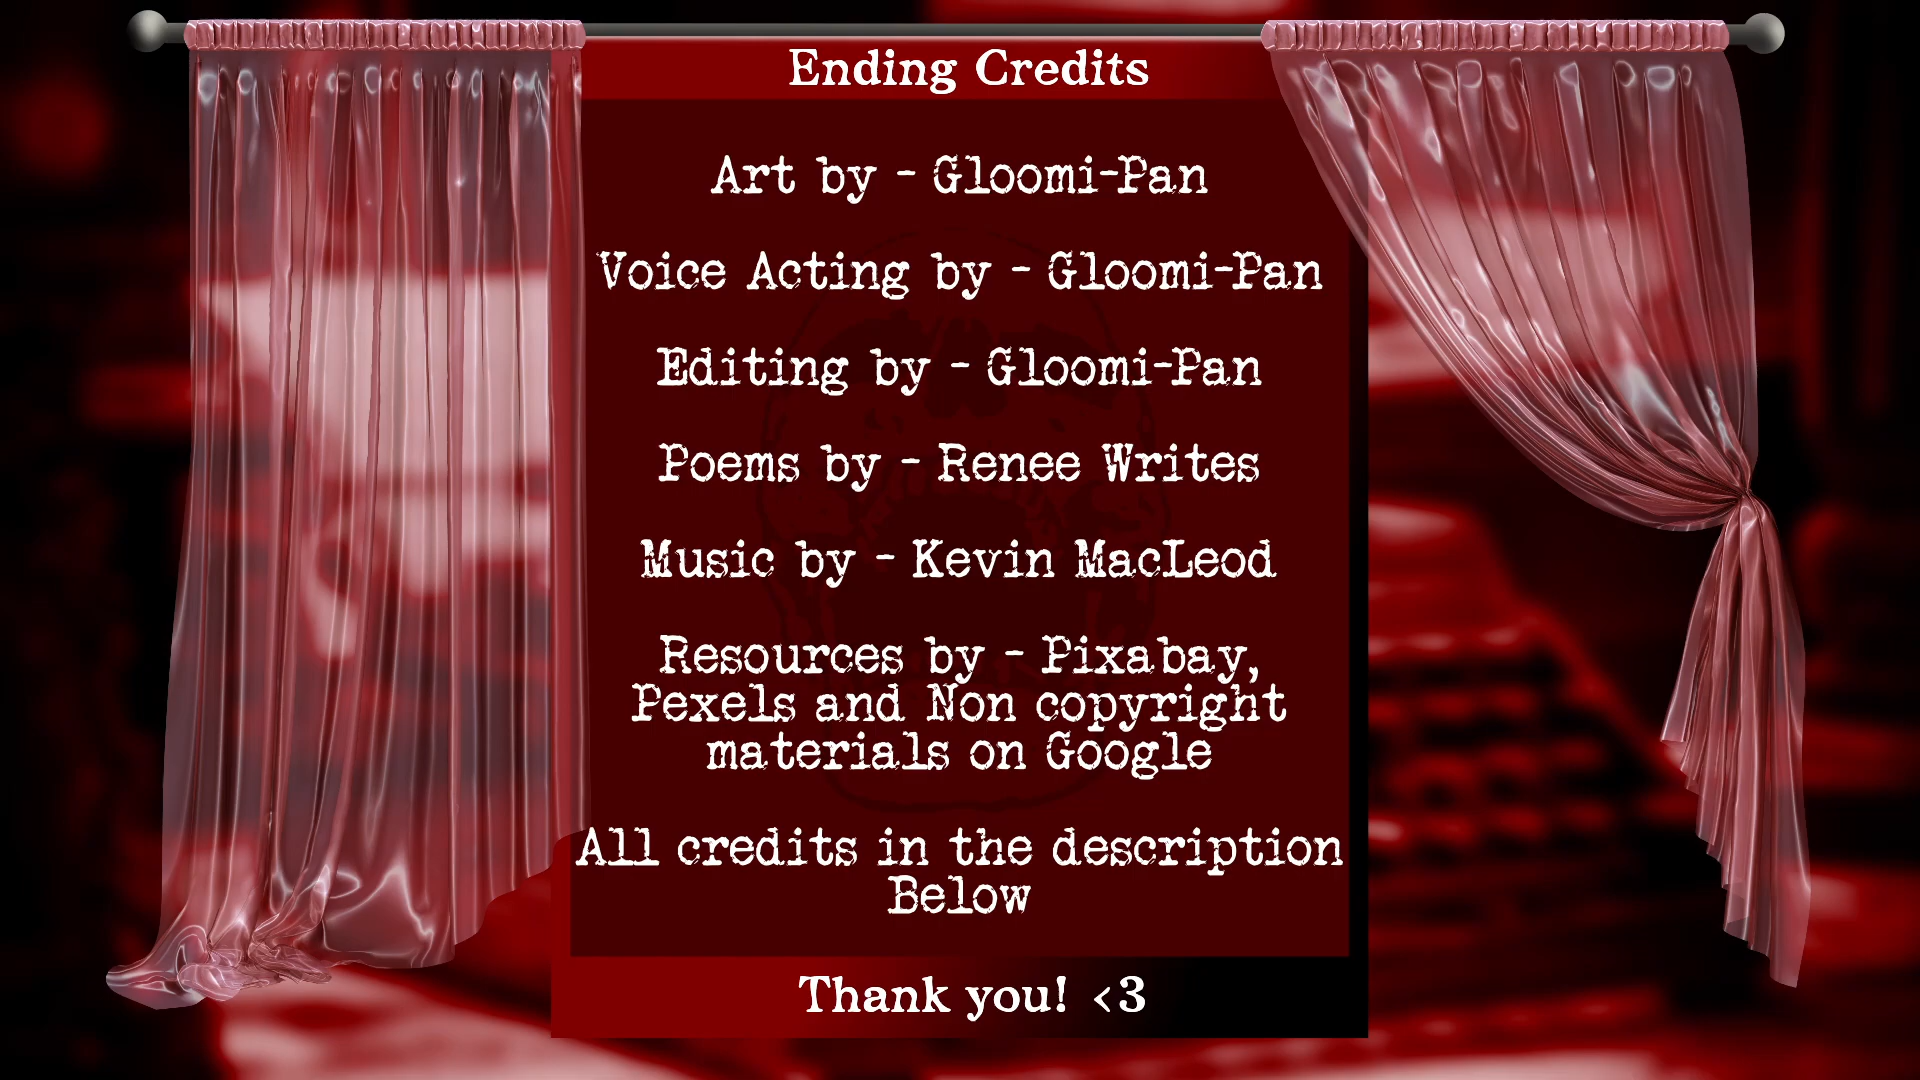 Ending Credits
Art by - Gloomi-Pan
Voice Acting by - Gloomi-Pan
Editing by - Gloomi-Pan
Poems by - Renee Writes
Music by - Kevin MacLeod
Resources by - Pixabay,
Pexels and Non copyright
materials on Google
All credits in the description
Below
Thank you! <3